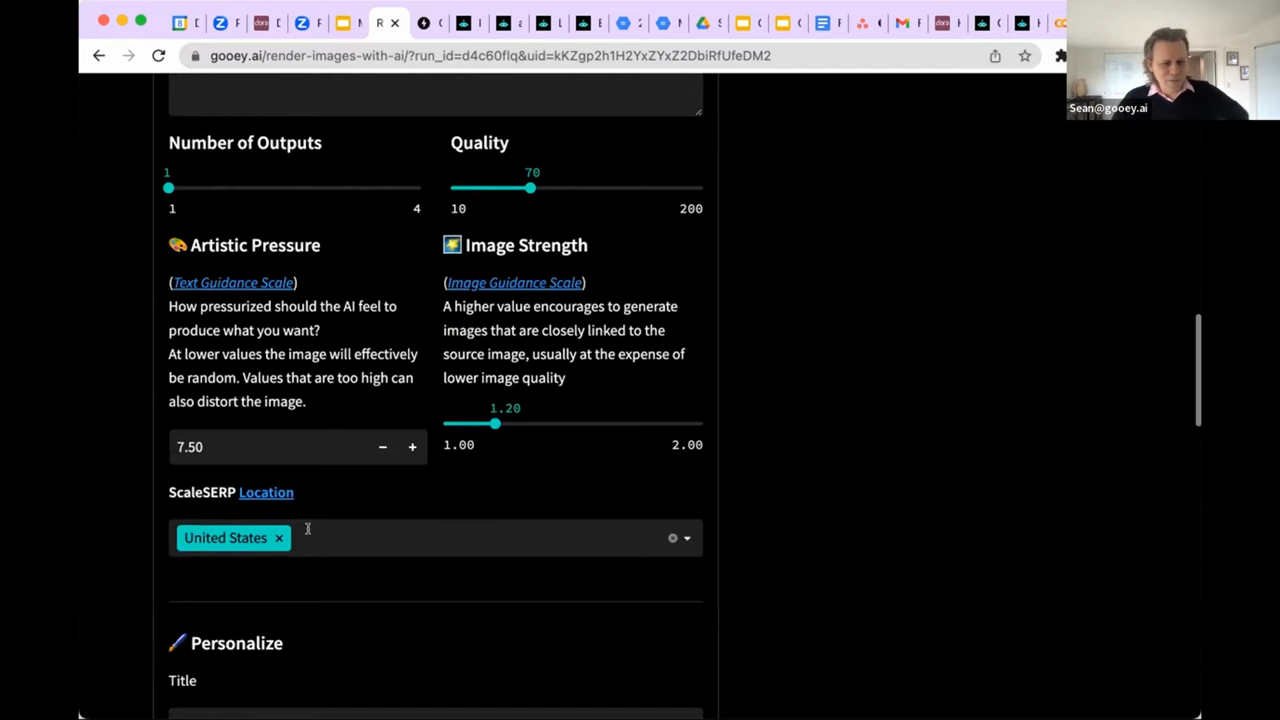 gooey.ai/render-images-with-ai/?run_id=d4c60flq&uid=kKZgp2h1H2YxZYxZ2DbiRfUfeDM2
Sean@gooey.ai
Number of Outputs
Quality
1
70
1
4
10
200
Artistic Pressure
Image Strength
(Text Guidance Scale)
(Image Guidance Scale)
How pressurized should the AI feel to
produce what you want?
At lower values the image will effectively
be random. Values that are too high can
also distort the image.
A higher value encourages to generate
images that are closely linked to the
source image, usually at the expense of
lower image quality
1.20
7.50
1.00
2.00
ScaleSERP Location
United States
Personalize
Title